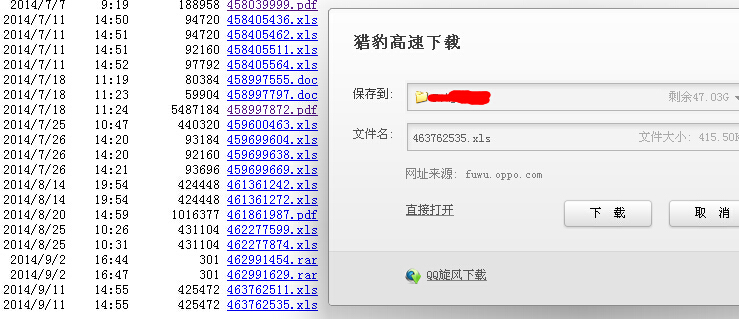 2014/7/7 9:19 188958 458039999.pdf
2014/7/11 14:50 94720 458405436.xls
2014/7/11 14:51 94720 458405462.xls
2014/7/11 14:51 92160 458405511.xls
2014/7/11 14:52 97792 458405564.xls
2014/7/18 11:19 80384 458997555.doc
2014/7/18 11:23 59904 458997797.doc
2014/7/18 11:24 5487184 458997872.pdf
2014/7/25 10:47 440320 459600463.xls
2014/7/26 14:20 93184 459699604.xls
2014/7/26 14:20 92160 459699638.xls
2014/7/26 14:21 93696 459699669.xls
2014/8/14 19:54 424448 461361242.xls
2014/8/14 19:54 424448 461361272.xls
2014/8/20 14:59 1016377 461861987.pdf
2014/8/25 10:26 431104 462277599.xls
2014/8/25 10:31 431104 462277874.xls
2014/9/2 16:44 301 462991454.rar
2014/9/2 16:47 301 462991629.rar
2014/9/11 14:55 425472 463762511.xls
2014/9/11 14:55 425472 463762535.xls
猎豹高速下载
保存到: 剩余47.03G
文件名: 463762535.xls 文件大小: 415.50K
网址来源: fuwu.oppo.com
直接打开 下 载 取 消
QQ旋风下载